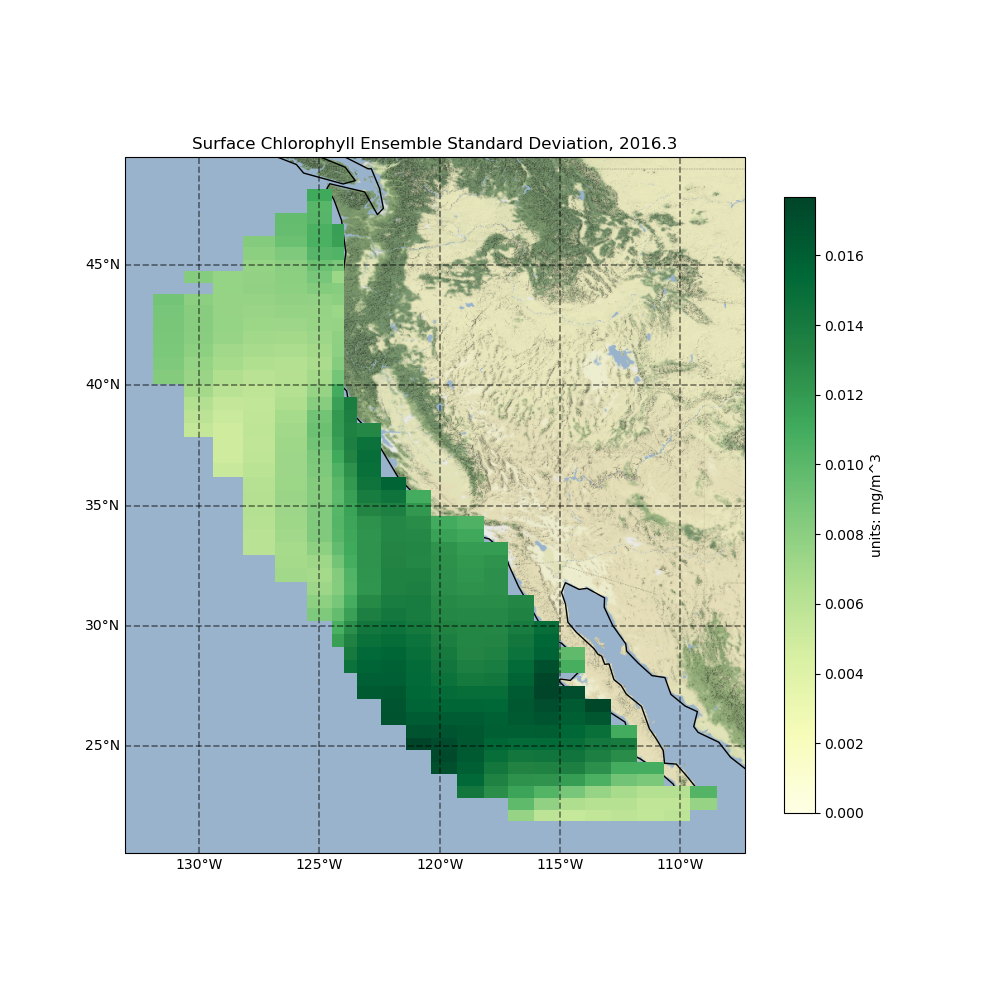 Surface Chlorophyll Ensemble Standard Deviation, 2016.3
45°N
40°N
35°N
30°N
25°N
130°W 125°W 120°W 115°W 110°W
0.016
0.014
0.012
0.010
0.008
0.006
0.004
0.002
0.000
units: mg/m^3